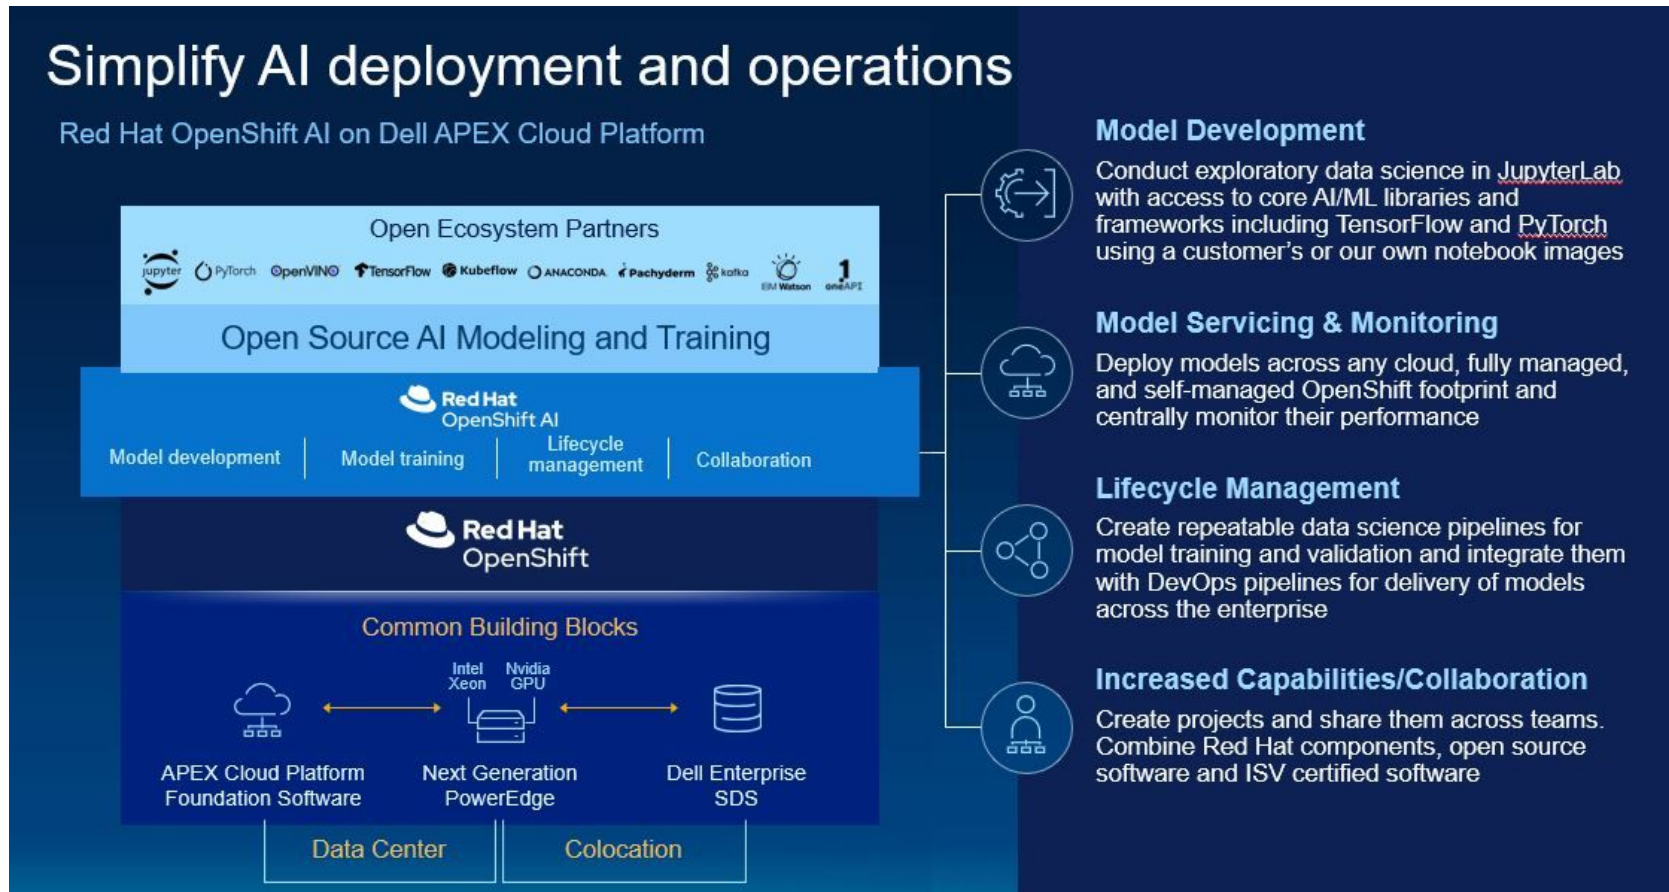 Simplify AI deployment and operations
Red Hat OpenShift AI on Dell APEX Cloud Platform
Open Ecosystem Partners
jupyter
PyTorch
OpenVINO
TensorFlow
Kubeflow
ANACONDA
Pachyderm
kafka
IBM Watson
oneAPI
Open Source AI Modeling and Training
Red Hat
OpenShift AI
Model development
Model training
Lifecycle
management
Collaboration
Red Hat
OpenShift
Common Building Blocks
Intel
Xeon
Nvidia
GPU
APEX Cloud Platform
Foundation Software
Next Generation
PowerEdge
Dell Enterprise
SDS
Data Center
Colocation
Model Development
Conduct exploratory data science in JupyterLab
with access to core AI/ML libraries and
frameworks including TensorFlow and PyTorch
using a customer's or our own notebook images
Model Servicing & Monitoring
Deploy models across any cloud, fully managed,
and self-managed OpenShift footprint and
centrally monitor their performance
Lifecycle Management
Create repeatable data science pipelines for
model training and validation and integrate them
with DevOps pipelines for delivery of models
across the enterprise
Increased Capabilities/Collaboration
Create projects and share them across teams.
Combine Red Hat components, open source
software and ISV certified software